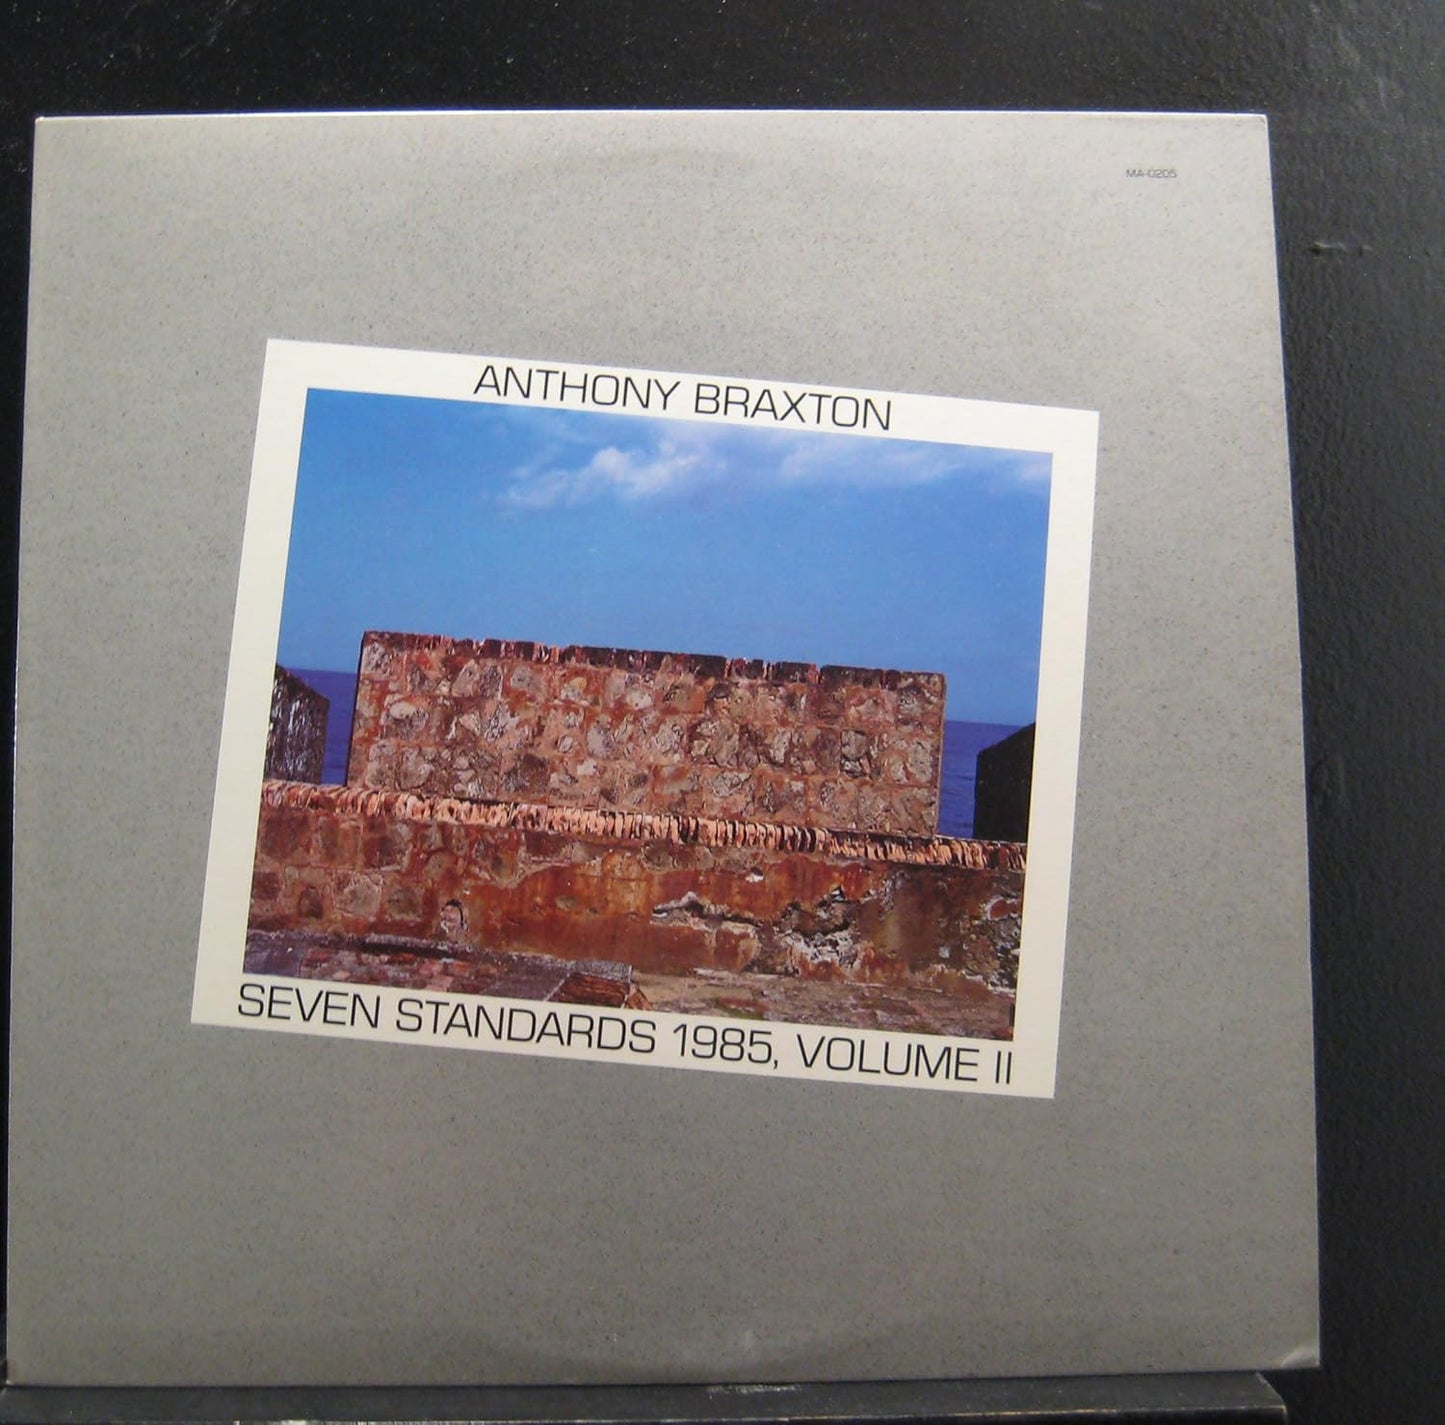 MA-0205
ANTHONY BRAXTON
SEVEN STANDARDS 1985, VOLUME II